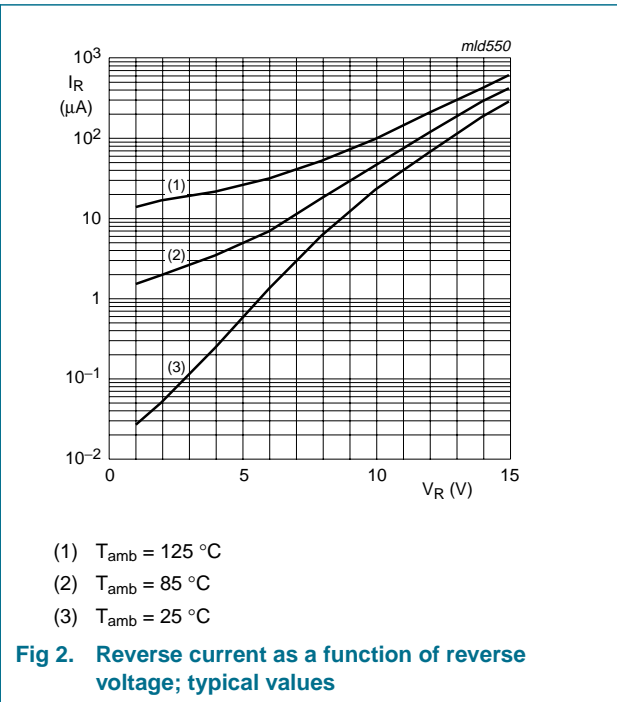 mld550
10³
I_R
(μA)
10²
(1)
10
(2)
1
(3)
10⁻¹
10⁻²
0 5 10 15
V_R (V)
(1) T_amb = 125 °C
(2) T_amb = 85 °C
(3) T_amb = 25 °C
Fig 2. Reverse current as a function of reverse
voltage; typical values